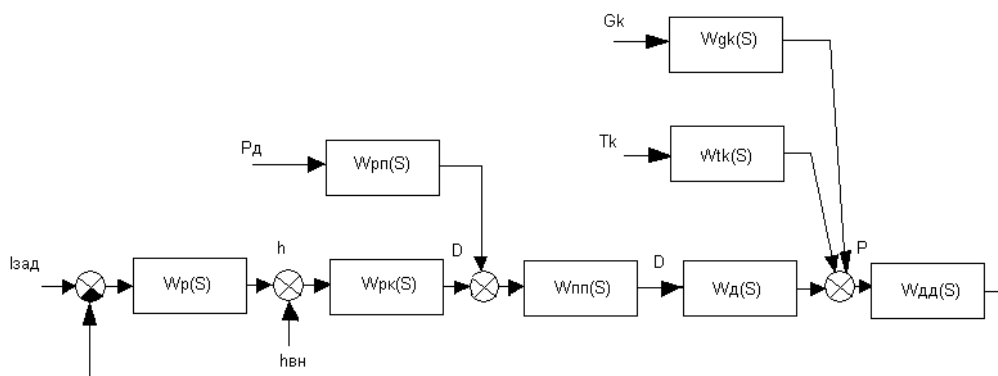 Gk
Wgk(S)
Tk
Wtk(S)
Pд
Wрп(S)
Iзад
Wр(S)
h
Wрк(S)
D
Wпп(S)
D
Wд(S)
P
Wдд(S)
hвн